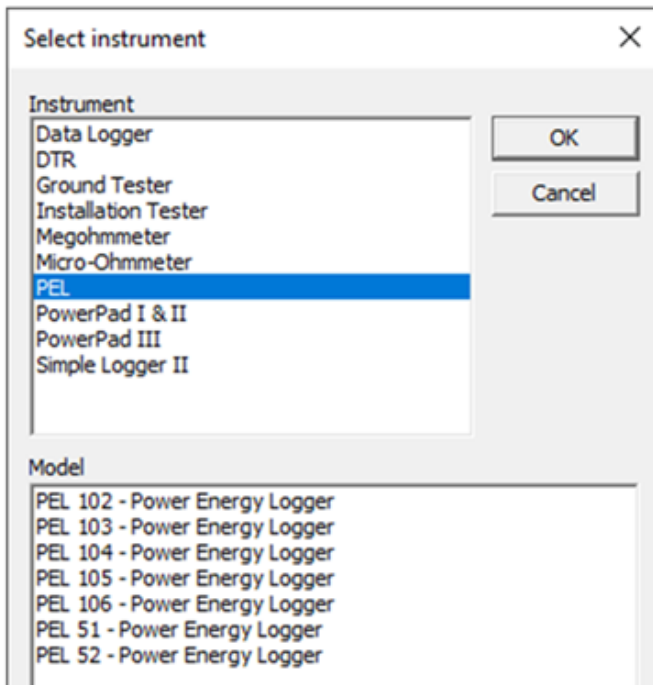 Select instrument
Instrument
Data Logger
DTR
Ground Tester
Installation Tester
Megohmmeter
Micro-Ohmmeter
PEL
PowerPad I & II
PowerPad III
Simple Logger II
OK
Cancel
Model
PEL 102 - Power Energy Logger
PEL 103 - Power Energy Logger
PEL 104 - Power Energy Logger
PEL 105 - Power Energy Logger
PEL 106 - Power Energy Logger
PEL 51 - Power Energy Logger
PEL 52 - Power Energy Logger